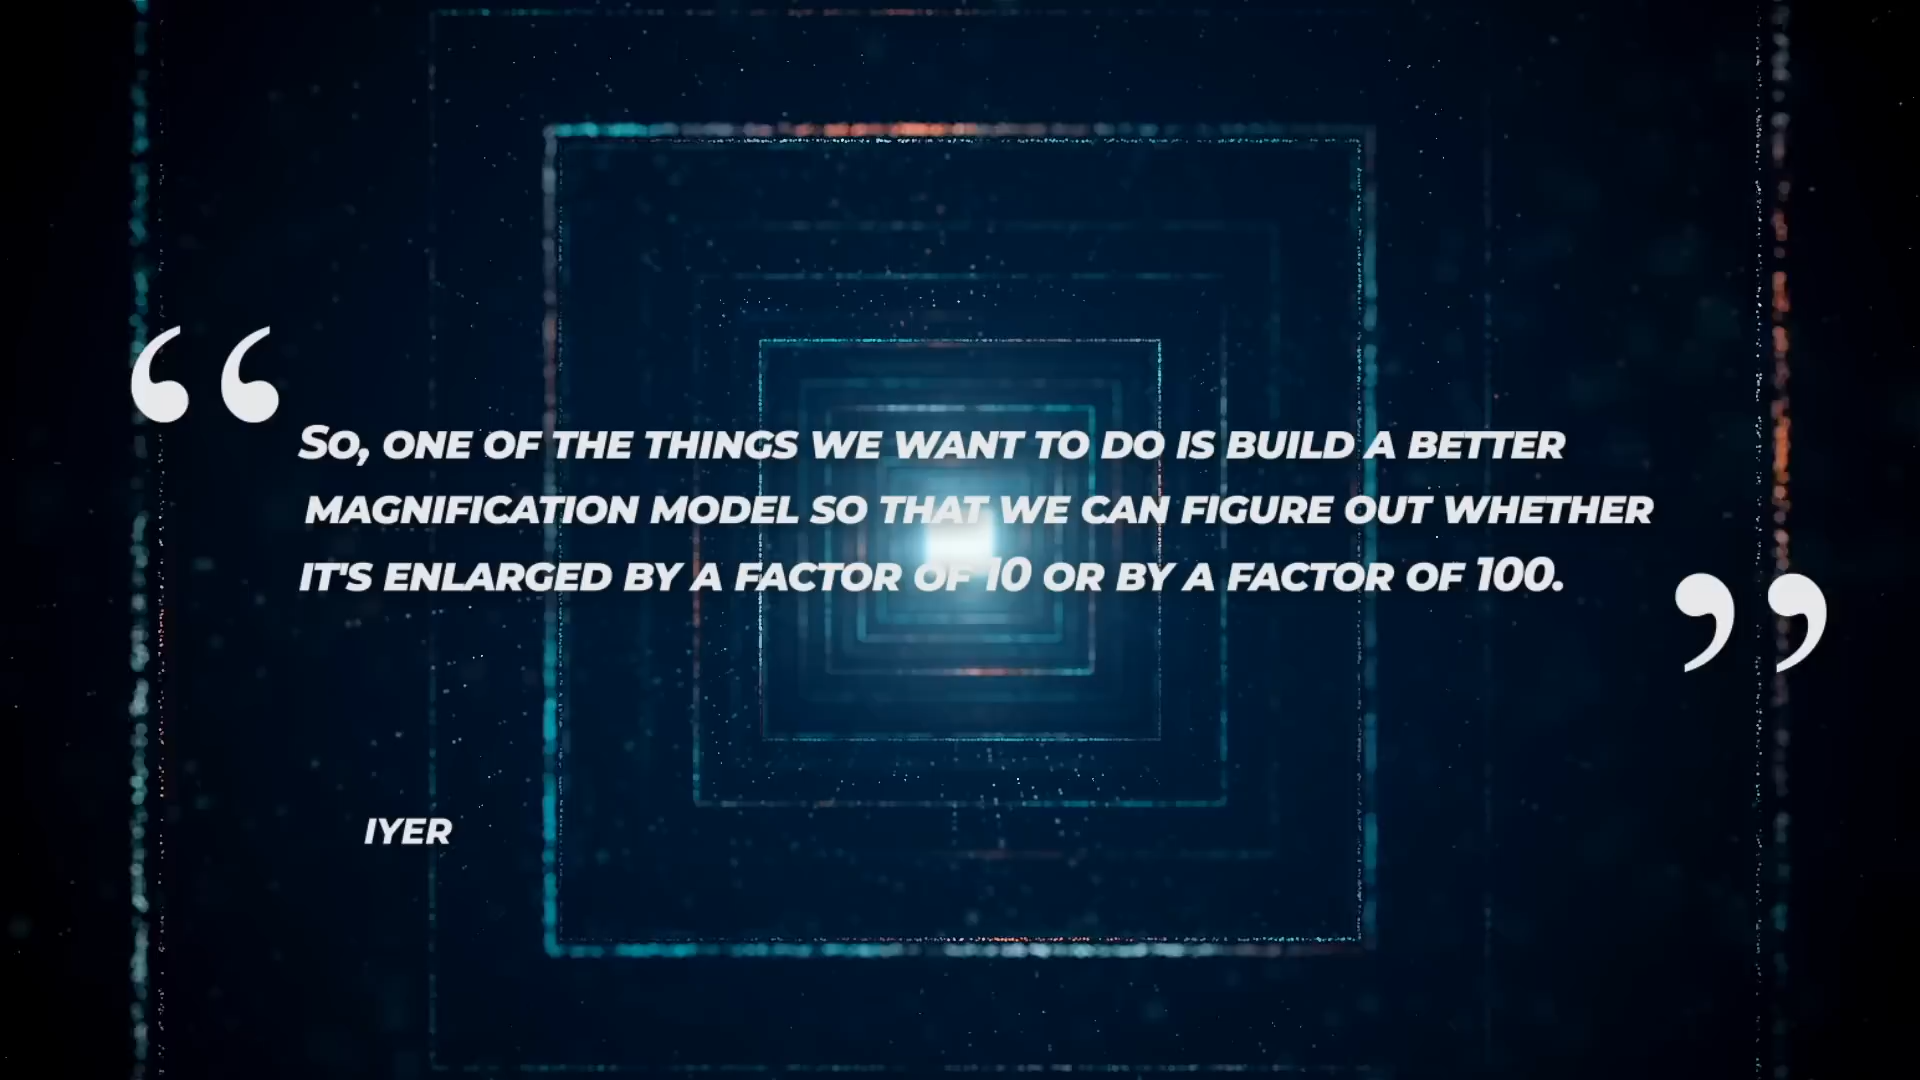 “
So, one of the things we want to do is build a better
magnification model so that we can figure out whether
it's enlarged by a factor of 10 or by a factor of 100.
”
IYER